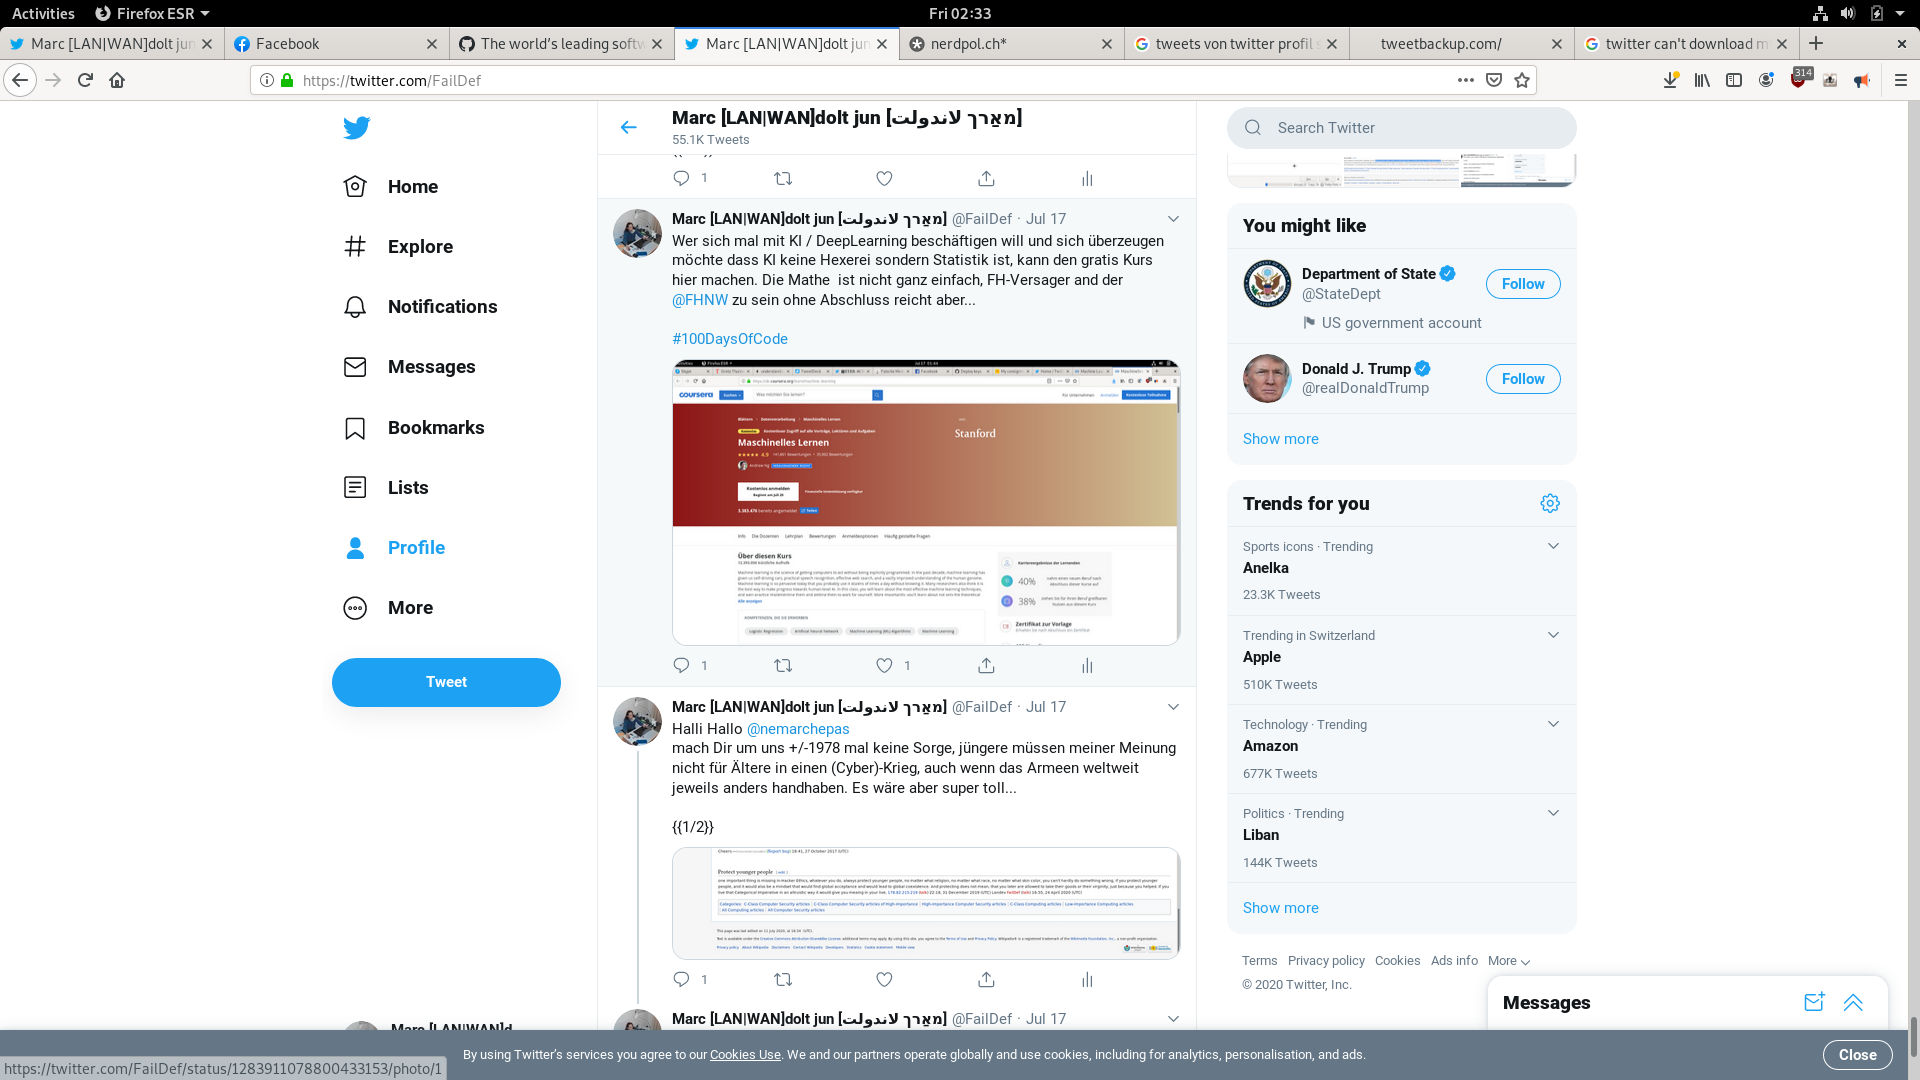 Activities
Firefox ESR
Fri 02:33
Marc [LAN|WAN]dolt jun
Facebook
The world's leading softw
Marc [LAN|WAN]dolt jun
nerdpol.ch*
tweets von twitter profil s
tweetbackup.com/
twitter can't download m
https://twitter.com/FailDef
314
Home
Explore
Notifications
Messages
Bookmarks
Lists
Profile
More
Tweet
Marc [LAN|WAN]dolt jun [מאַרך לאנדולת]
55.1K Tweets
1
Marc [LAN|WAN]dolt jun [מאַרך לאנדולת] @FailDef · Jul 17
Wer sich mal mit KI / DeepLearning beschäftigen will und sich überzeugen
möchte dass KI keine Hexerei sondern Statistik ist, kann den gratis Kurs
hier machen. Die Mathe  ist nicht ganz einfach, FH-Versager and der
@FHNW zu sein ohne Abschluss reicht aber...
#100DaysOfCode
coursera
Stanford
Maschinelles Lernen
Kostenlos anmelden
Über diesen Kurs
40%
38%
Zertifikat zur Vorlage
1
1
Marc [LAN|WAN]dolt jun [מאַרך לאנדולת] @FailDef · Jul 17
Halli Hallo @nemarchepas
mach Dir um uns +/-1978 mal keine Sorge, jüngere müssen meiner Meinung
nicht für Ältere in einen (Cyber)-Krieg, auch wenn das Armeen weltweit
jeweils anders handhaben. Es wäre aber super toll...
{{1/2}}
Protect younger people
1
Marc [LAN|WAN]dolt jun [מאַרך לאנדולת] @FailDef · Jul 17
Search Twitter
You might like
Department of State
@StateDept
Follow
US government account
Donald J. Trump
@realDonaldTrump
Follow
Show more
Trends for you
Sports icons · Trending
Anelka
23.3K Tweets
Trending in Switzerland
Apple
510K Tweets
Technology · Trending
Amazon
677K Tweets
Politics · Trending
Liban
144K Tweets
Show more
Terms Privacy policy Cookies Ads info More
© 2020 Twitter, Inc.
Messages
Marc [LAN|WAN]d
By using Twitter's services you agree to our Cookies Use. We and our partners operate globally and use cookies, including for analytics, personalisation, and ads.
Close
https://twitter.com/FailDef/status/1283911078800433153/photo/1